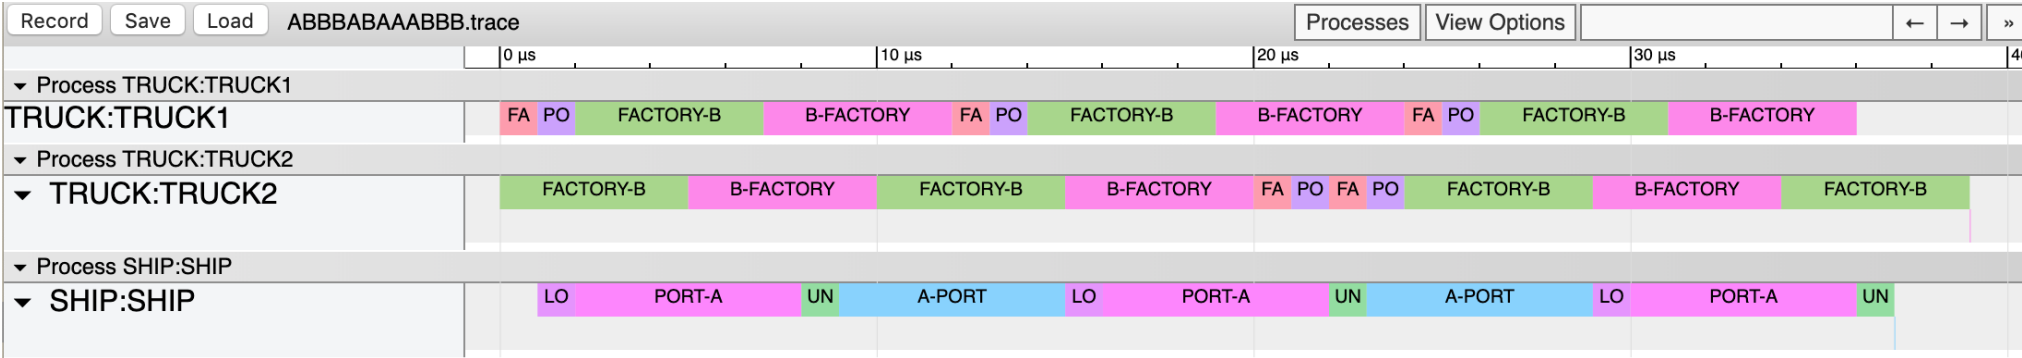 Record Save Load ABBBABAAABBB.trace Processes View Options ← → »
0 µs 10 µs 20 µs 30 µs
Process TRUCK:TRUCK1
TRUCK:TRUCK1 FA PO FACTORY-B B-FACTORY FA PO FACTORY-B B-FACTORY FA PO FACTORY-B B-FACTORY
Process TRUCK:TRUCK2
TRUCK:TRUCK2 FACTORY-B B-FACTORY FACTORY-B B-FACTORY FA PO FA PO FACTORY-B B-FACTORY FACTORY-B
Process SHIP:SHIP
SHIP:SHIP LO PORT-A UN A-PORT LO PORT-A UN A-PORT LO PORT-A UN